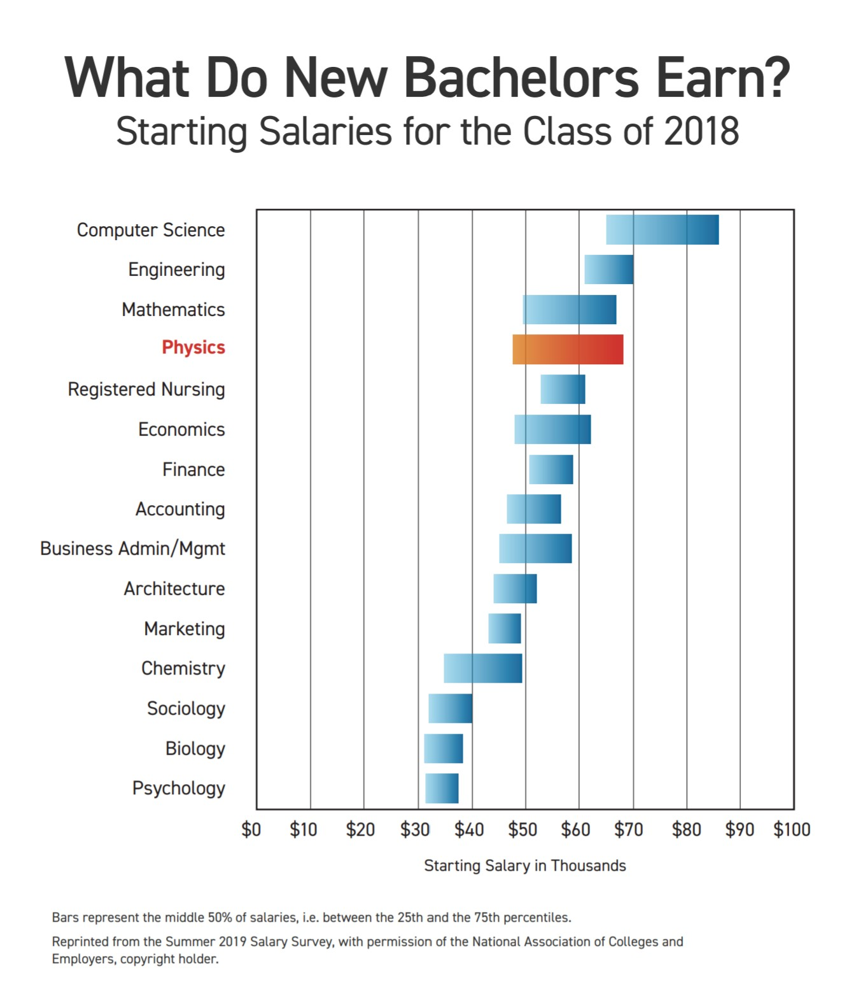 What Do New Bachelors Earn?
Starting Salaries for the Class of 2018
Computer Science
Engineering
Mathematics
Physics
Registered Nursing
Economics
Finance
Accounting
Business Admin/Mgmt
Architecture
Marketing
Chemistry
Sociology
Biology
Psychology
$0 $10 $20 $30 $40 $50 $60 $70 $80 $90 $100
Starting Salary in Thousands
Bars represent the middle 50% of salaries, i.e. between the 25th and the 75th percentiles.
Reprinted from the Summer 2019 Salary Survey, with permission of the National Association of Colleges and
Employers, copyright holder.